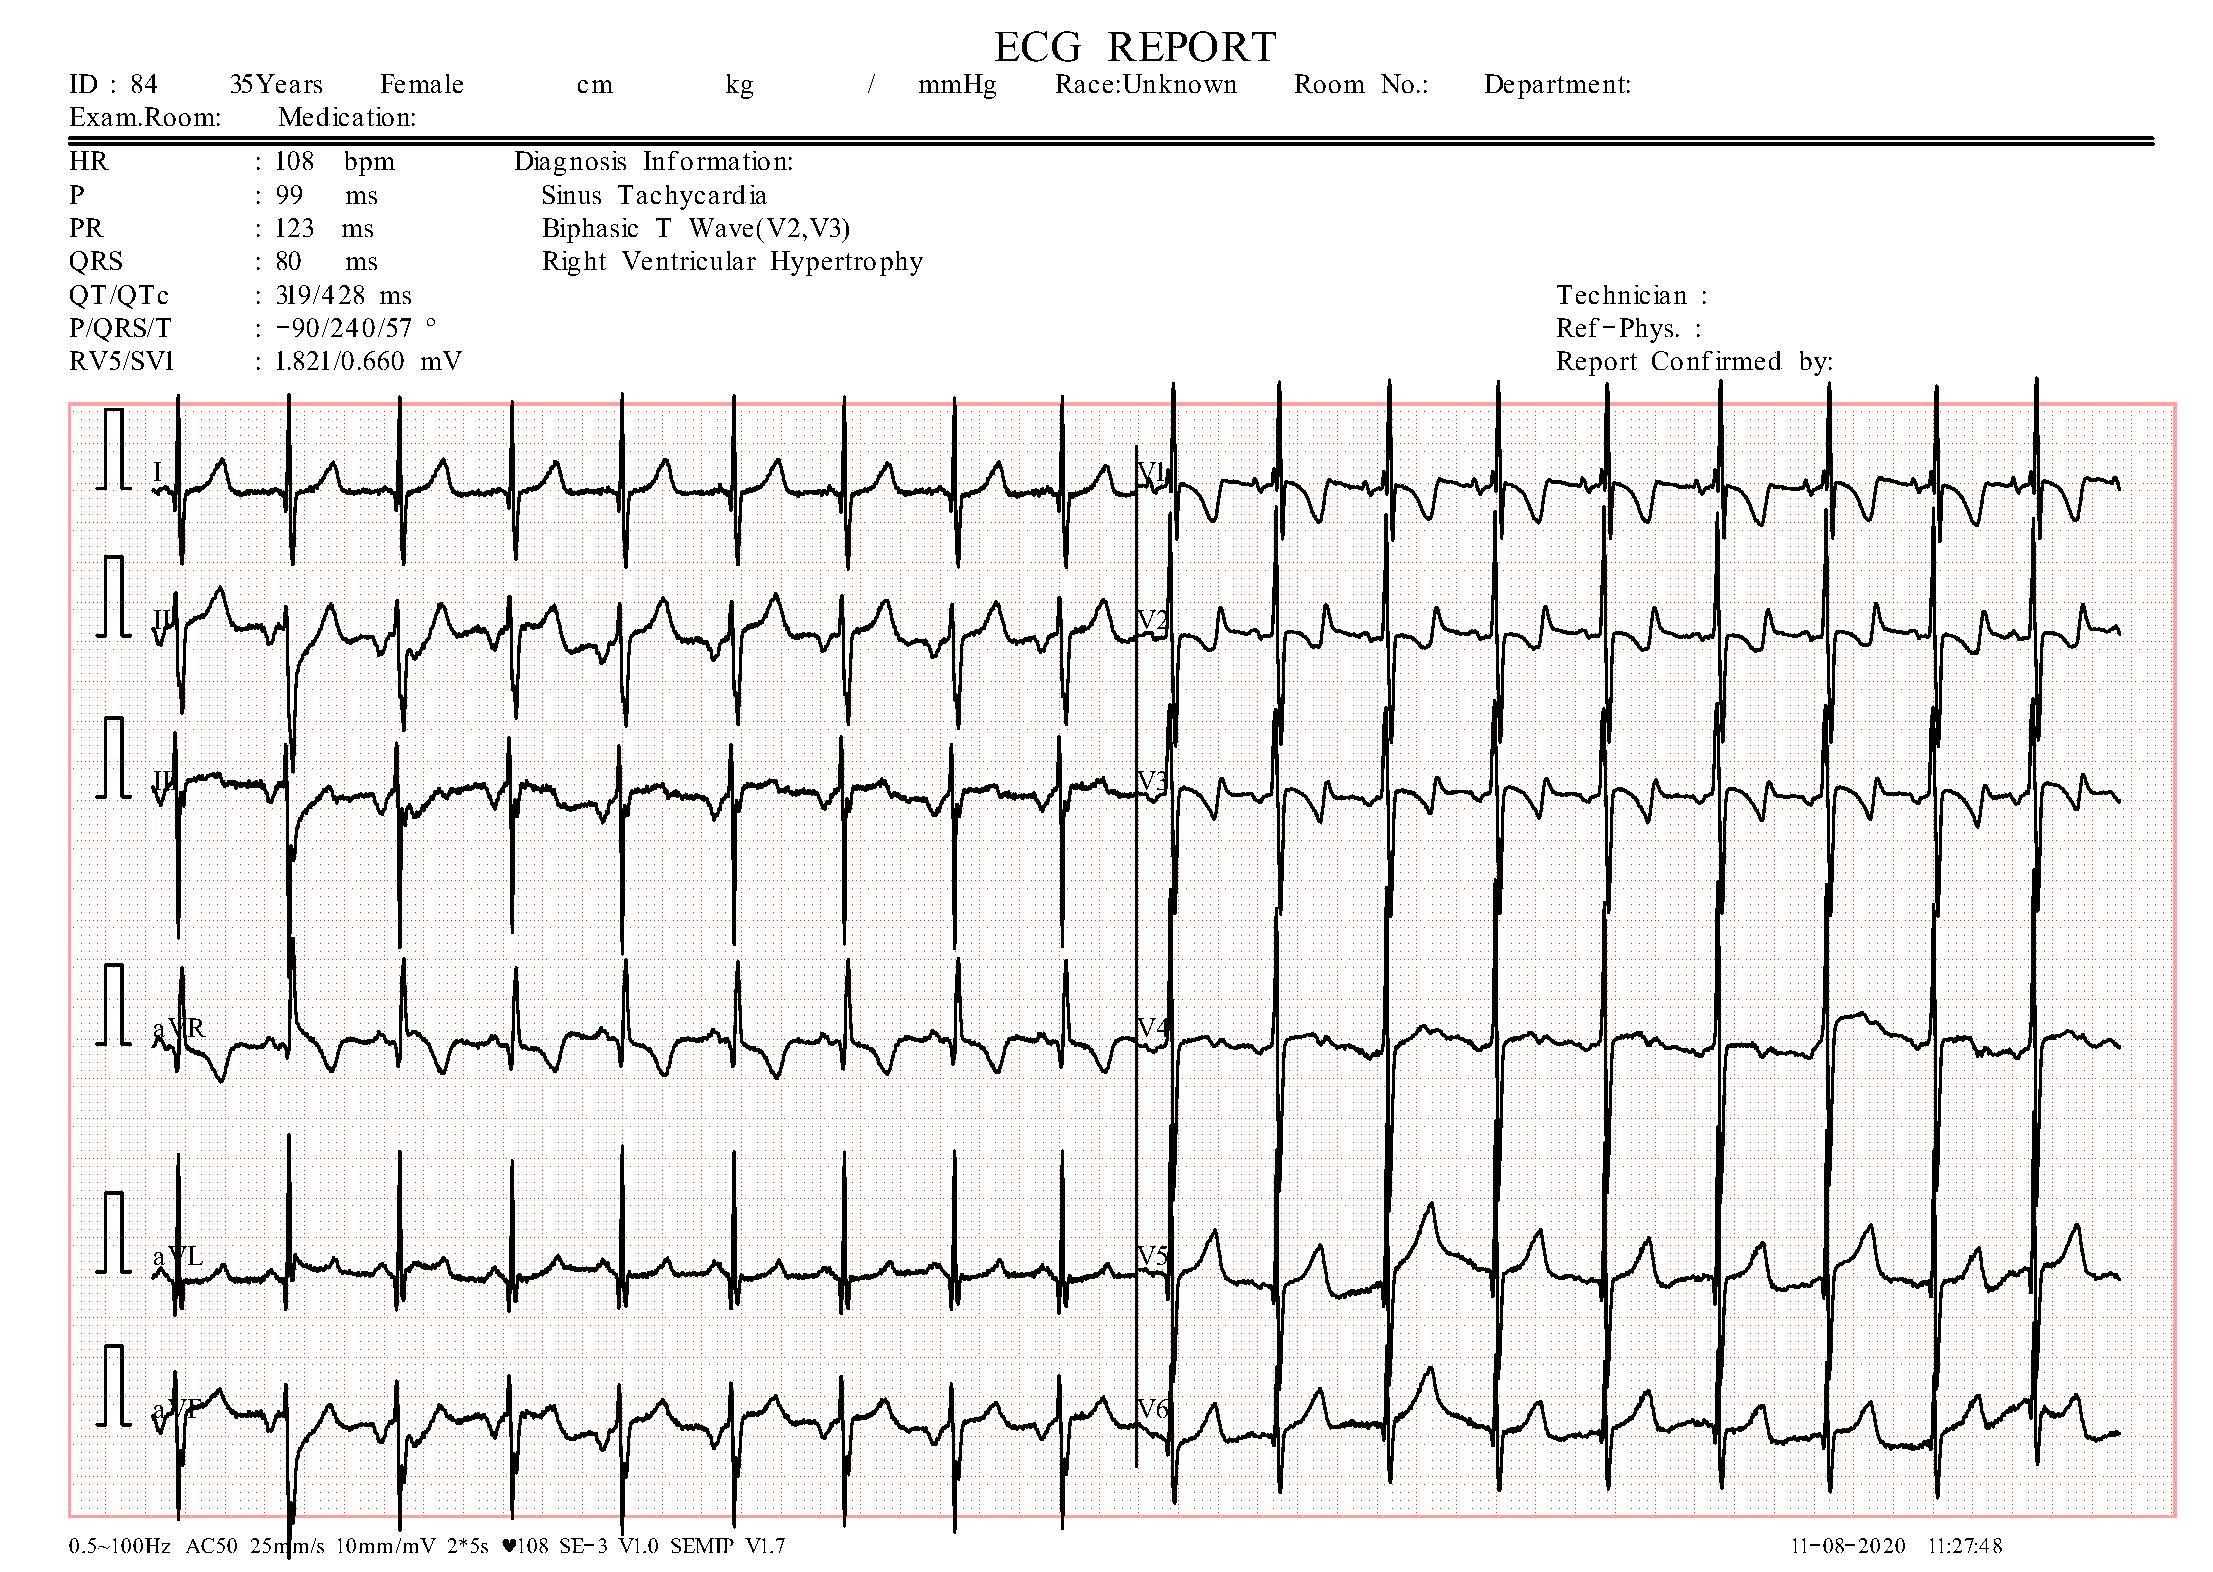 ECG REPORT
ID : 84 35Years Female cm kg / mmHg Race:Unknown Room No.: Department:
Exam.Room: Medication:
HR : 108 bpm Diagnosis Information:
P : 99 ms Sinus Tachycardia
PR : 123 ms Biphasic T Wave(V2,V3)
QRS : 80 ms Right Ventricular Hypertrophy
QT/QTc : 319/428 ms Technician :
P/QRS/T : -90/240/57 ° Ref-Phys. :
RV5/SV1 : 1.821/0.660 mV Report Confirmed by:
I V1
II V2
III V3
aVR V4
aVL V5
aVF V6
0.5~100Hz AC50 25mm/s 10mm/mV 2*5s ♥108 SE-3 V1.0 SEMIP V1.7 11-08-2020 11:27:48